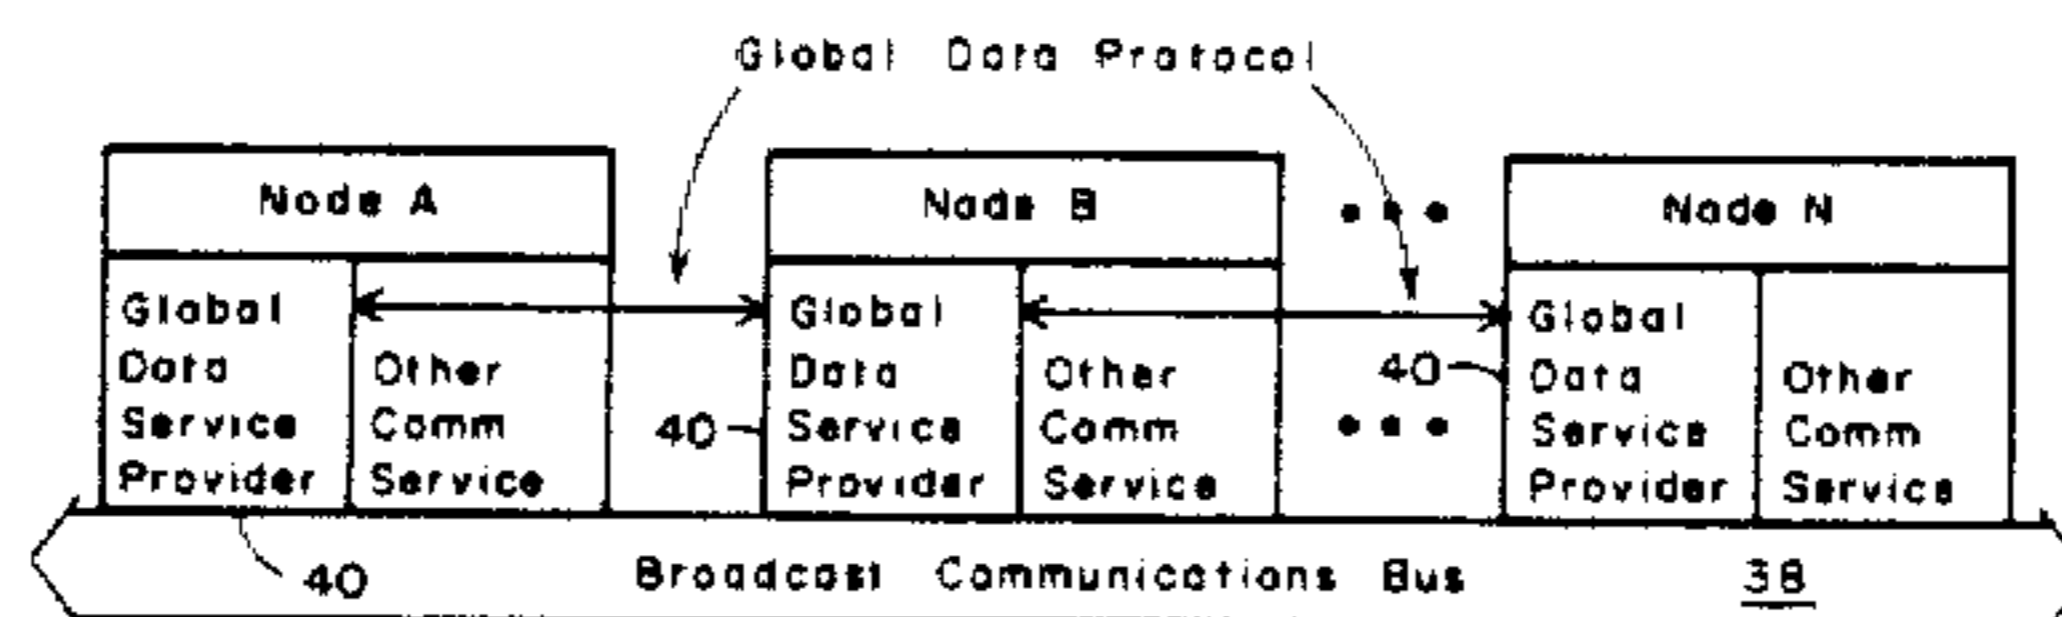 Global Data Protocol
Node A
Global
Data
Service
Provider
Other
Comm
Service
40
Node B
Global
Data
Service
Provider
Other
Comm
Service
40
Node N
Global
Data
Service
Provider
Other
Comm
Service
40
Broadcast Communications Bus
38